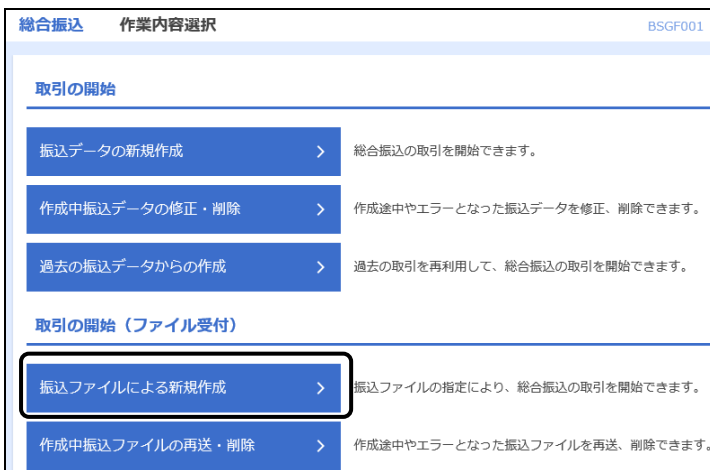 総合振込 作業内容選択 BSGF001
取引の開始
振込データの新規作成 総合振込の取引を開始できます。
作成中振込データの修正・削除 作成途中やエラーとなった振込データを修正、削除できます。
過去の振込データからの作成 過去の取引を再利用して、総合振込の取引を開始できます。
取引の開始（ファイル受付）
振込ファイルによる新規作成 振込ファイルの指定により、総合振込の取引を開始できます。
作成中振込ファイルの再送・削除 作成途中やエラーとなった振込ファイルを再送、削除できます。